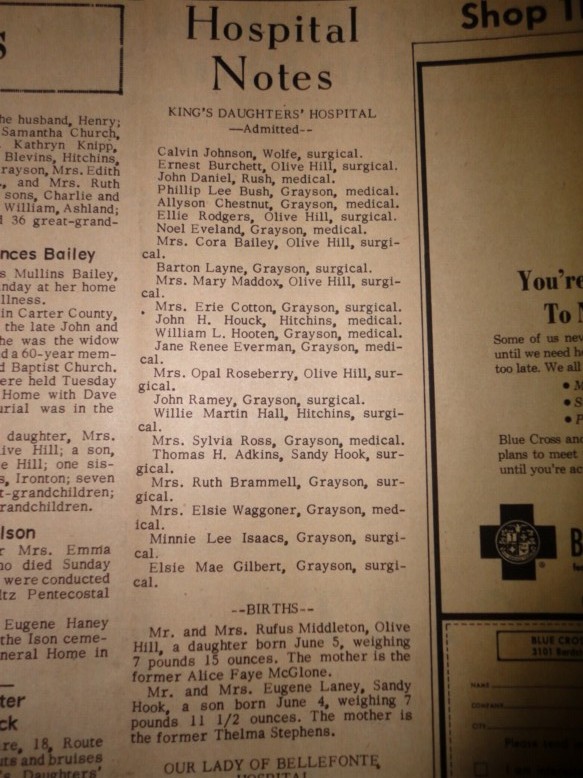 S
he husband, Henry;
Samantha Church,
Kathryn Knipp,
Blevins, Hitchins,
rayson, Mrs. Edith
., and Mrs. Ruth
sons, Charlie and
William, Ashland;
d 36 great-grand-
nces Bailey
s Mullins Bailey,
nday at her home
illness.
in Carter County,
the late John and
he was the widow
d a 60-year mem-
d Baptist Church.
ere held Tuesday
Home with Dave
urial was in the
daughter, Mrs.
ive Hill; a son,
e Hill; one sis-
s, Ironton; seven
t-grandchildren;
randchildren.
lson
r Mrs. Emma
ho died Sunday
were conducted
ltz Pentecostal
Eugene Haney
the Ison ceme-
neral Home in
ter
ck
re, 18, Route
uts and bruises
's Daughters'
Hospital
Notes
KING'S DAUGHTERS' HOSPITAL
--Admitted--
Calvin Johnson, Wolfe, surgical.
Ernest Burchett, Olive Hill, surgical.
John Daniel, Rush, medical.
Phillip Lee Bush, Grayson, medical.
Allyson Chestnut, Grayson, medical.
Ellie Rodgers, Olive Hill, surgical.
Noel Eveland, Grayson, medical.
Mrs. Cora Bailey, Olive Hill, surgi-
cal.
Barton Layne, Grayson, surgical.
Mrs. Mary Maddox, Olive Hill, surgi-
cal.
Mrs. Erie Cotton, Grayson, surgical.
John H. Houck, Hitchins, medical.
William L. Hooten, Grayson, medical.
Jane Renee Everman, Grayson, medi-
cal.
Mrs. Opal Roseberry, Olive Hill, sur-
gical.
John Ramey, Grayson, surgical.
Willie Martin Hall, Hitchins, surgi-
cal.
Mrs. Sylvia Ross, Grayson, medical.
Thomas H. Adkins, Sandy Hook, sur-
gical.
Mrs. Ruth Brammell, Grayson, sur-
gical.
Mrs. Elsie Waggoner, Grayson, med-
ical.
Minnie Lee Isaacs, Grayson, surgi-
cal.
Elsie Mae Gilbert, Grayson, surgi-
cal.
--BIRTHS--
Mr. and Mrs. Rufus Middleton, Olive
Hill, a daughter born June 5, weighing
7 pounds 15 ounces. The mother is the
former Alice Faye McGlone.
Mr. and Mrs. Eugene Laney, Sandy
Hook, a son born June 4, weighing 7
pounds 11 1/2 ounces. The mother is
the former Thelma Stephens.
OUR LADY OF BELLEFONTE
HOSPITAL
Shop
You're
To
Some of us nev
until we need h
too late. We all
Blue Cross and
plans to meet
until you're ac
B
BLUE CROS
3101 Bard
NAME
COMPANY
CITY
Please send